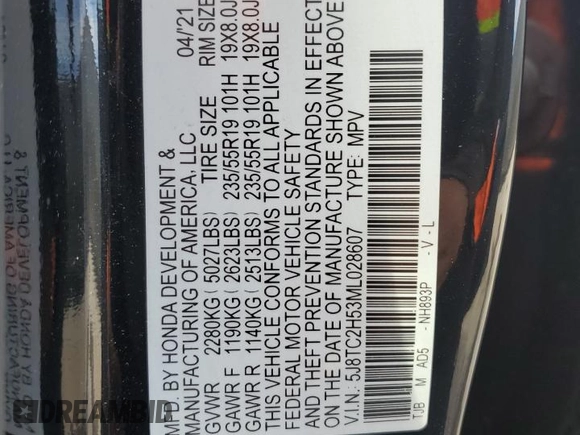 MFD. BY HONDA DEVELOPMENT & 04/'21
MANUFACTURING OF AMERICA, LLC
TIRE SIZE RIM SIZE
GVWR 2280KG (5027LBS)
GAWR F 1190KG (2623LBS) 235/55R19 101H 19X8.0J
GAWR R 1140KG (2513LBS) 235/55R19 101H 19X8.0J
THIS VEHICLE CONFORMS TO ALL APPLICABLE
FEDERAL MOTOR VEHICLE SAFETY
AND THEFT PREVENTION STANDARDS IN EFFECT
ON THE DATE OF MANUFACTURE SHOWN ABOVE
V.I.N.: 5J8TC2H53ML028607 TYPE: MPV
TJB M AD5 -NH893P -V-L
DREAMBID